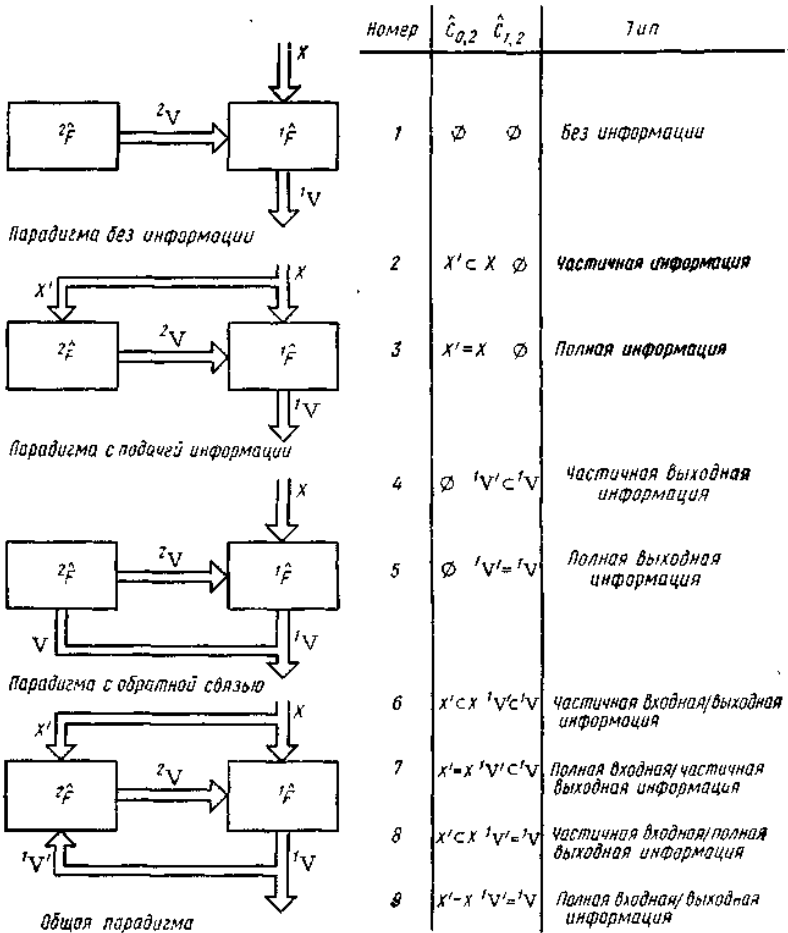 Номер Ĉ0,2 Ĉ1,2 Тип
X
²F̂ ²V ¹F̂
1 ∅ ∅ Без информации
¹V
Парадигма без информации
2 X' ⊂ X ∅ Частичная информация
X' X
²F̂ ²V ¹F̂
3 X' = X ∅ Полная информация
¹V
Парадигма с подачей информации
4 ∅ ¹V' ⊂ ¹V Частичная выходная
информация
X
²F̂ ²V ¹F̂
5 ∅ ¹V' = ¹V Полная выходная
информация
V ¹V
Парадигма с обратной связью
6 X' ⊂ X ¹V' ⊂ ¹V Частичная входная/выходная
информация
X' X
²F̂ ²V ¹F̂
7 X' = X ¹V' ⊂ ¹V Полная входная/частичная
выходная информация
8 X' ⊂ X ¹V' = ¹V Частичная входная/полная
выходная информация
¹V' ¹V
9 X' - X ¹V' = ¹V Полная входная/выходная
информация
Общая парадигма